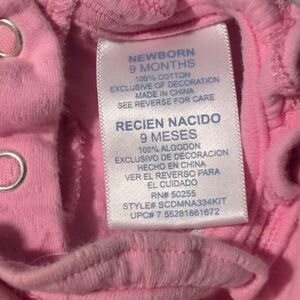 NEWBORN
9 MONTHS
100% COTTON
EXCLUSIVE OF DECORATION
MADE IN CHINA
SEE REVERSE FOR CARE
RECIEN NACIDO
9 MESES
100% ALGODON
EXCLUSIVO DE DECORACION
HECHO EN CHINA
VER EL REVERSO PARA
EL CUIDADO
RN# 50255
STYLE# SCDMNA334KIT
UPC# 7 55281861672